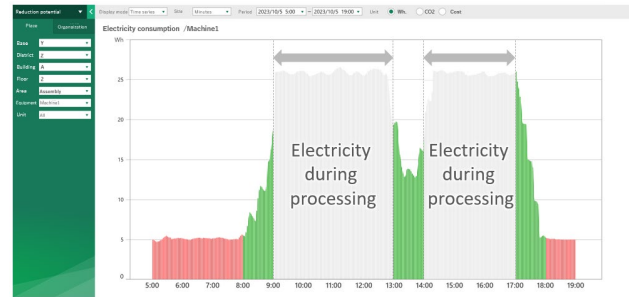 Reduction potential
Display mode Time series
Size Minutes
Period 2023/10/5 5:00 ~ 2023/10/5 19:00
Unit Wh. CO2 Cost
Place Organization
Base Y
District 2
Building A
Floor 2
Area Assembly
Equipment Machine1
Unit All
Electricity consumption /Machine1
Wh
25
20
15
10
5
0
Electricity
during
processing
Electricity
during
processing
5:00 6:00 7:00 8:00 9:00 10:00 11:00 12:00 13:00 14:00 15:00 16:00 17:00 18:00 19:00